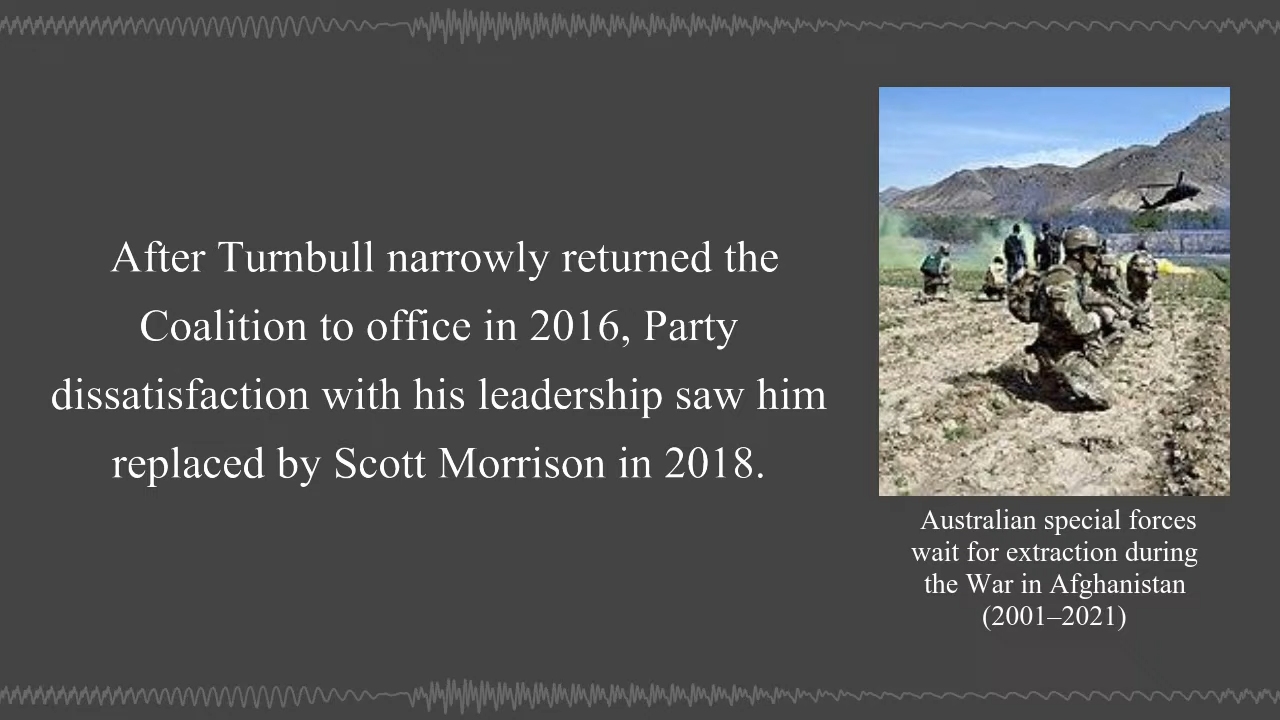 After Turnbull narrowly returned the
Coalition to office in 2016, Party
dissatisfaction with his leadership saw him
replaced by Scott Morrison in 2018.
Australian special forces
wait for extraction during
the War in Afghanistan
(2001–2021)